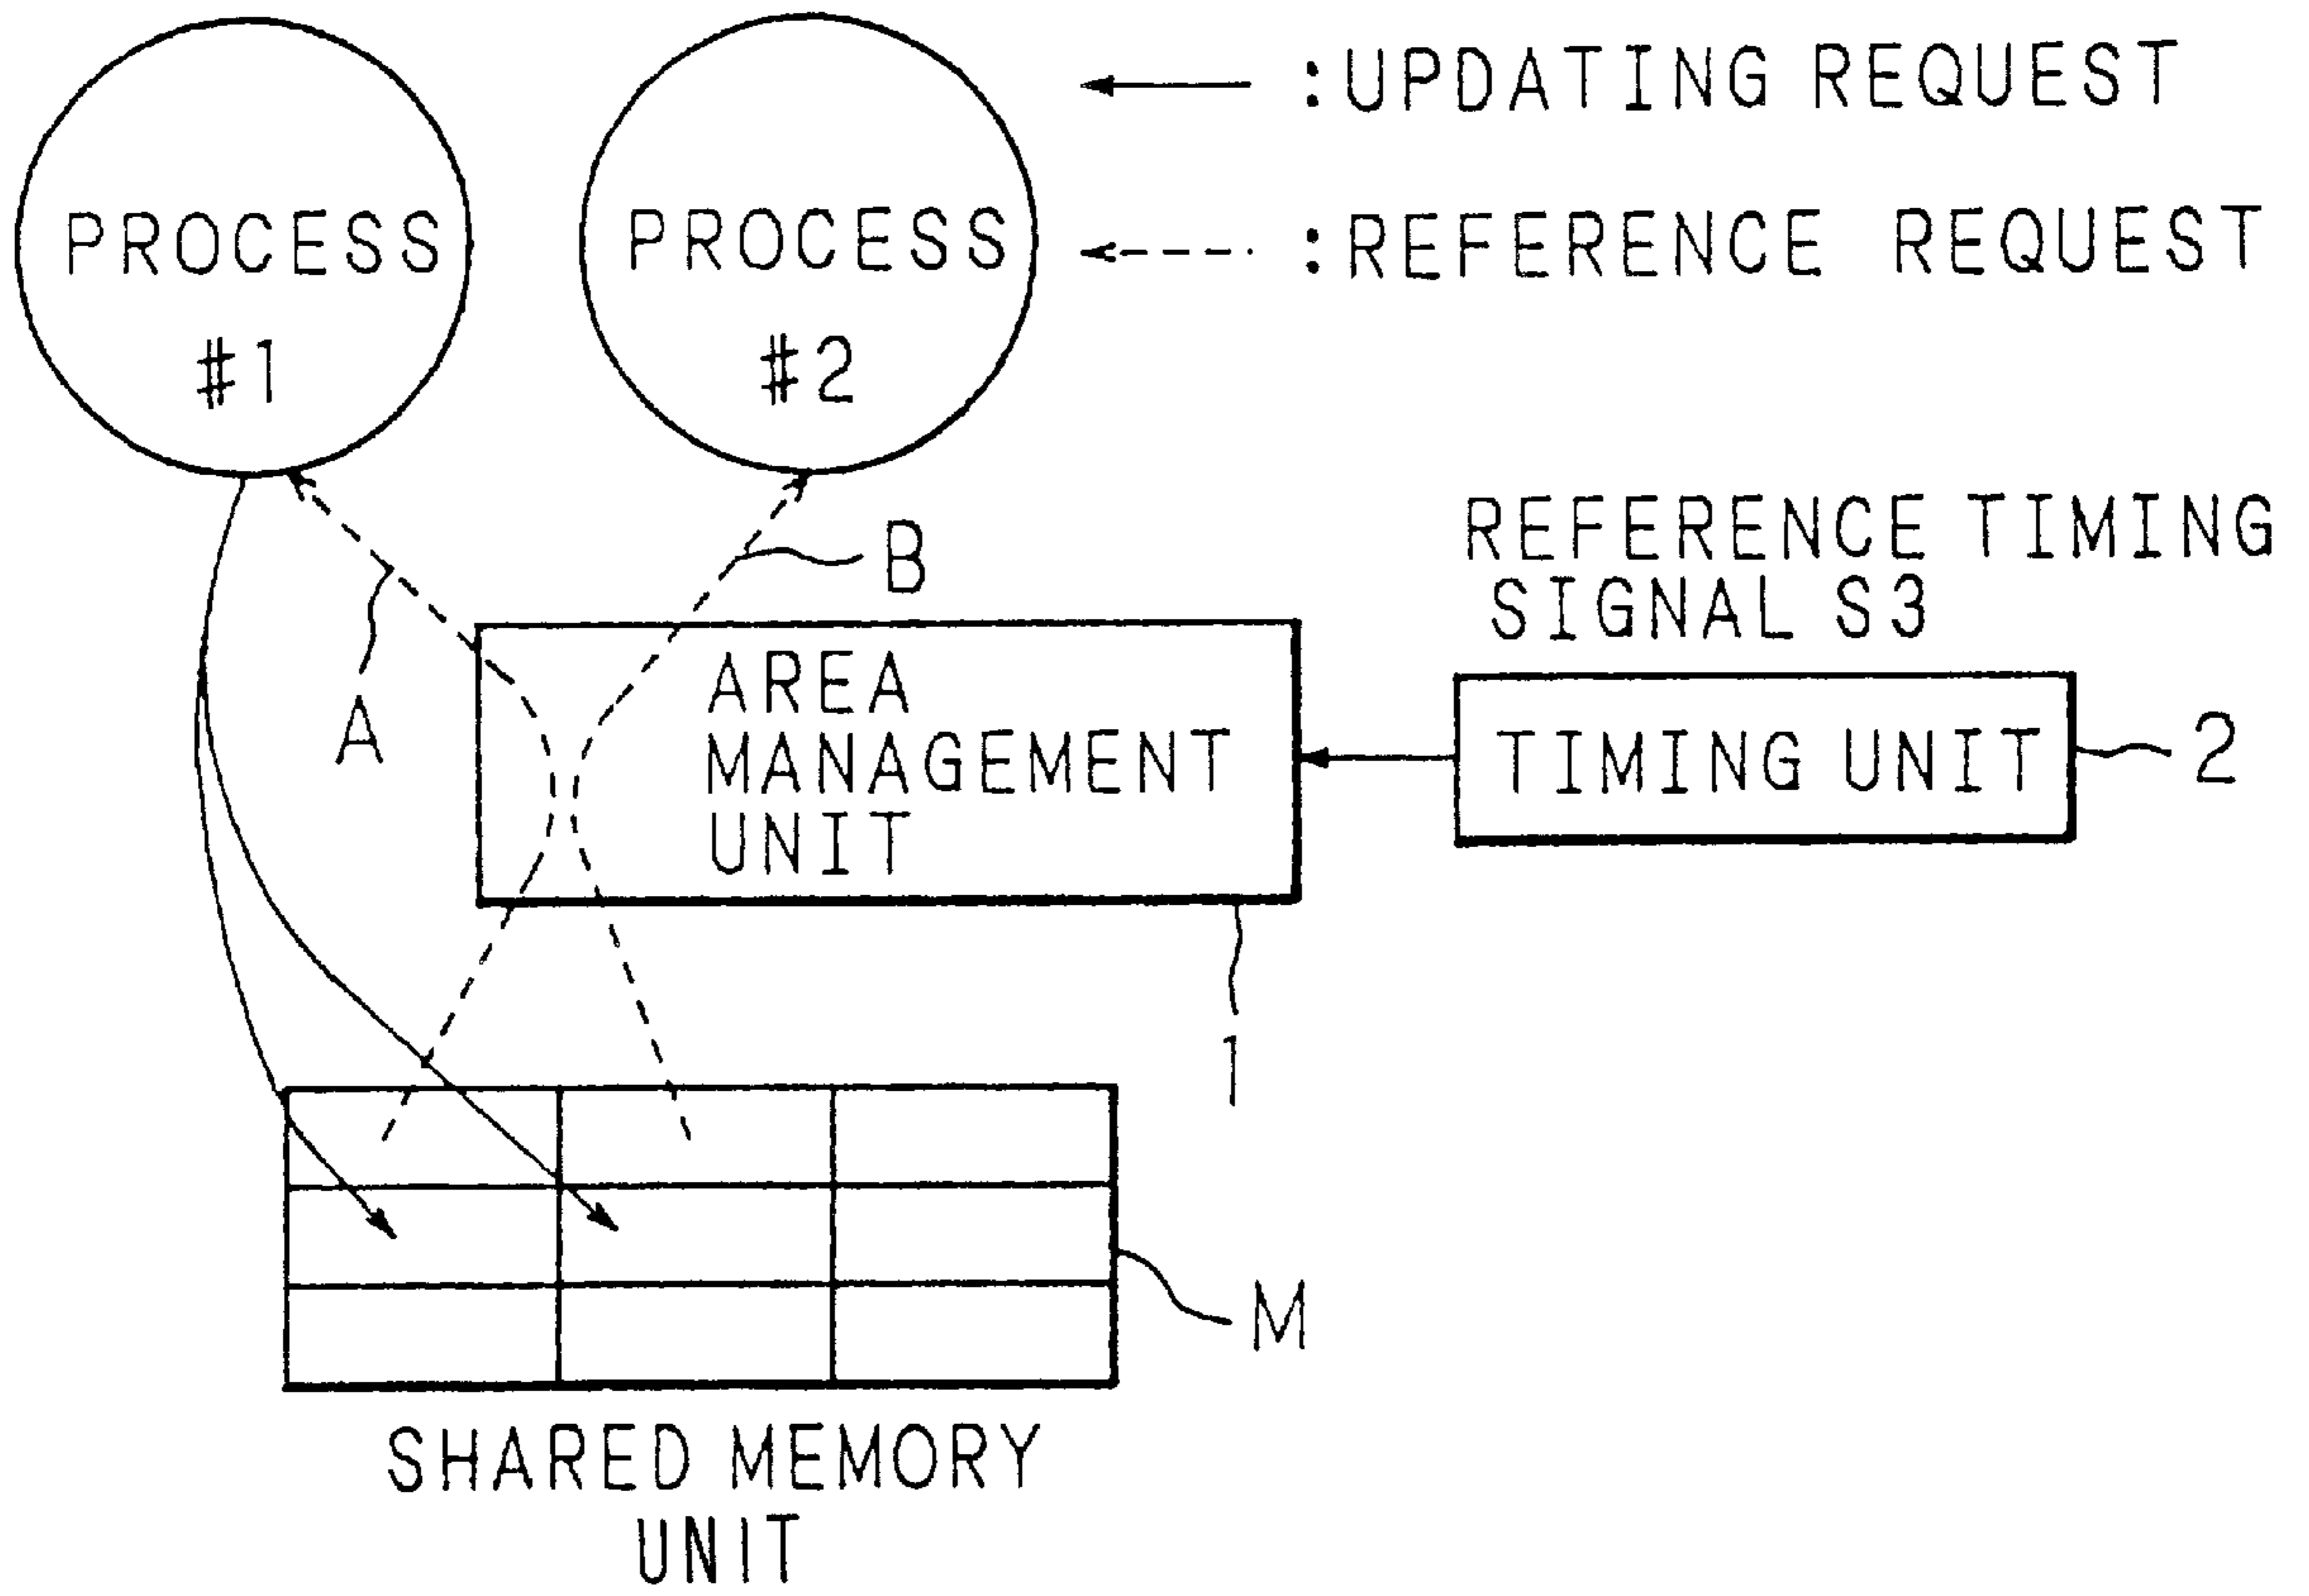 :UPDATING REQUEST
PROCESS
#1
PROCESS
#2
:REFERENCE REQUEST
REFERENCE TIMING
SIGNAL S3
A
B
AREA
MANAGEMENT
UNIT
TIMING UNIT
2
1
M
SHARED MEMORY
UNIT